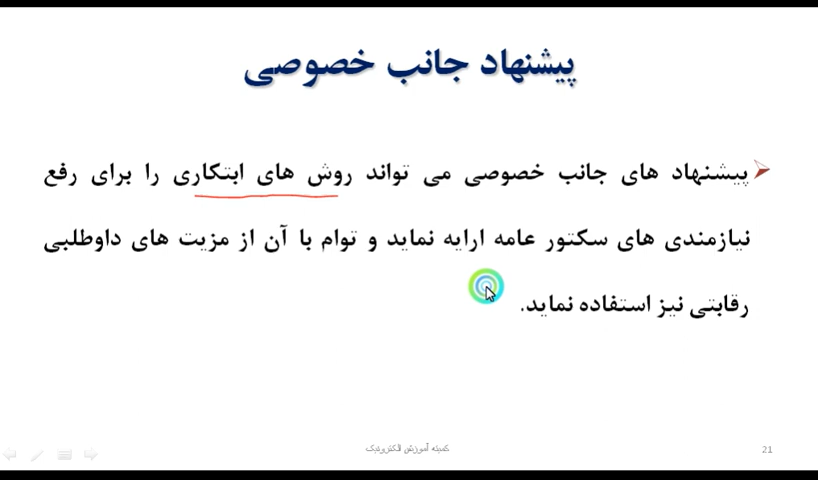 پیشنهاد جانب خصوصی
پیشنهاد های جانب خصوصی می تواند روش های ابتکاری را برای رفع
نیازمندی های سکتور عامه ارایه نماید و توام با آن از مزیت های داوطلبی
رقابتی نیز استفاده نماید.
کمیته آموزش الکترونیک
21